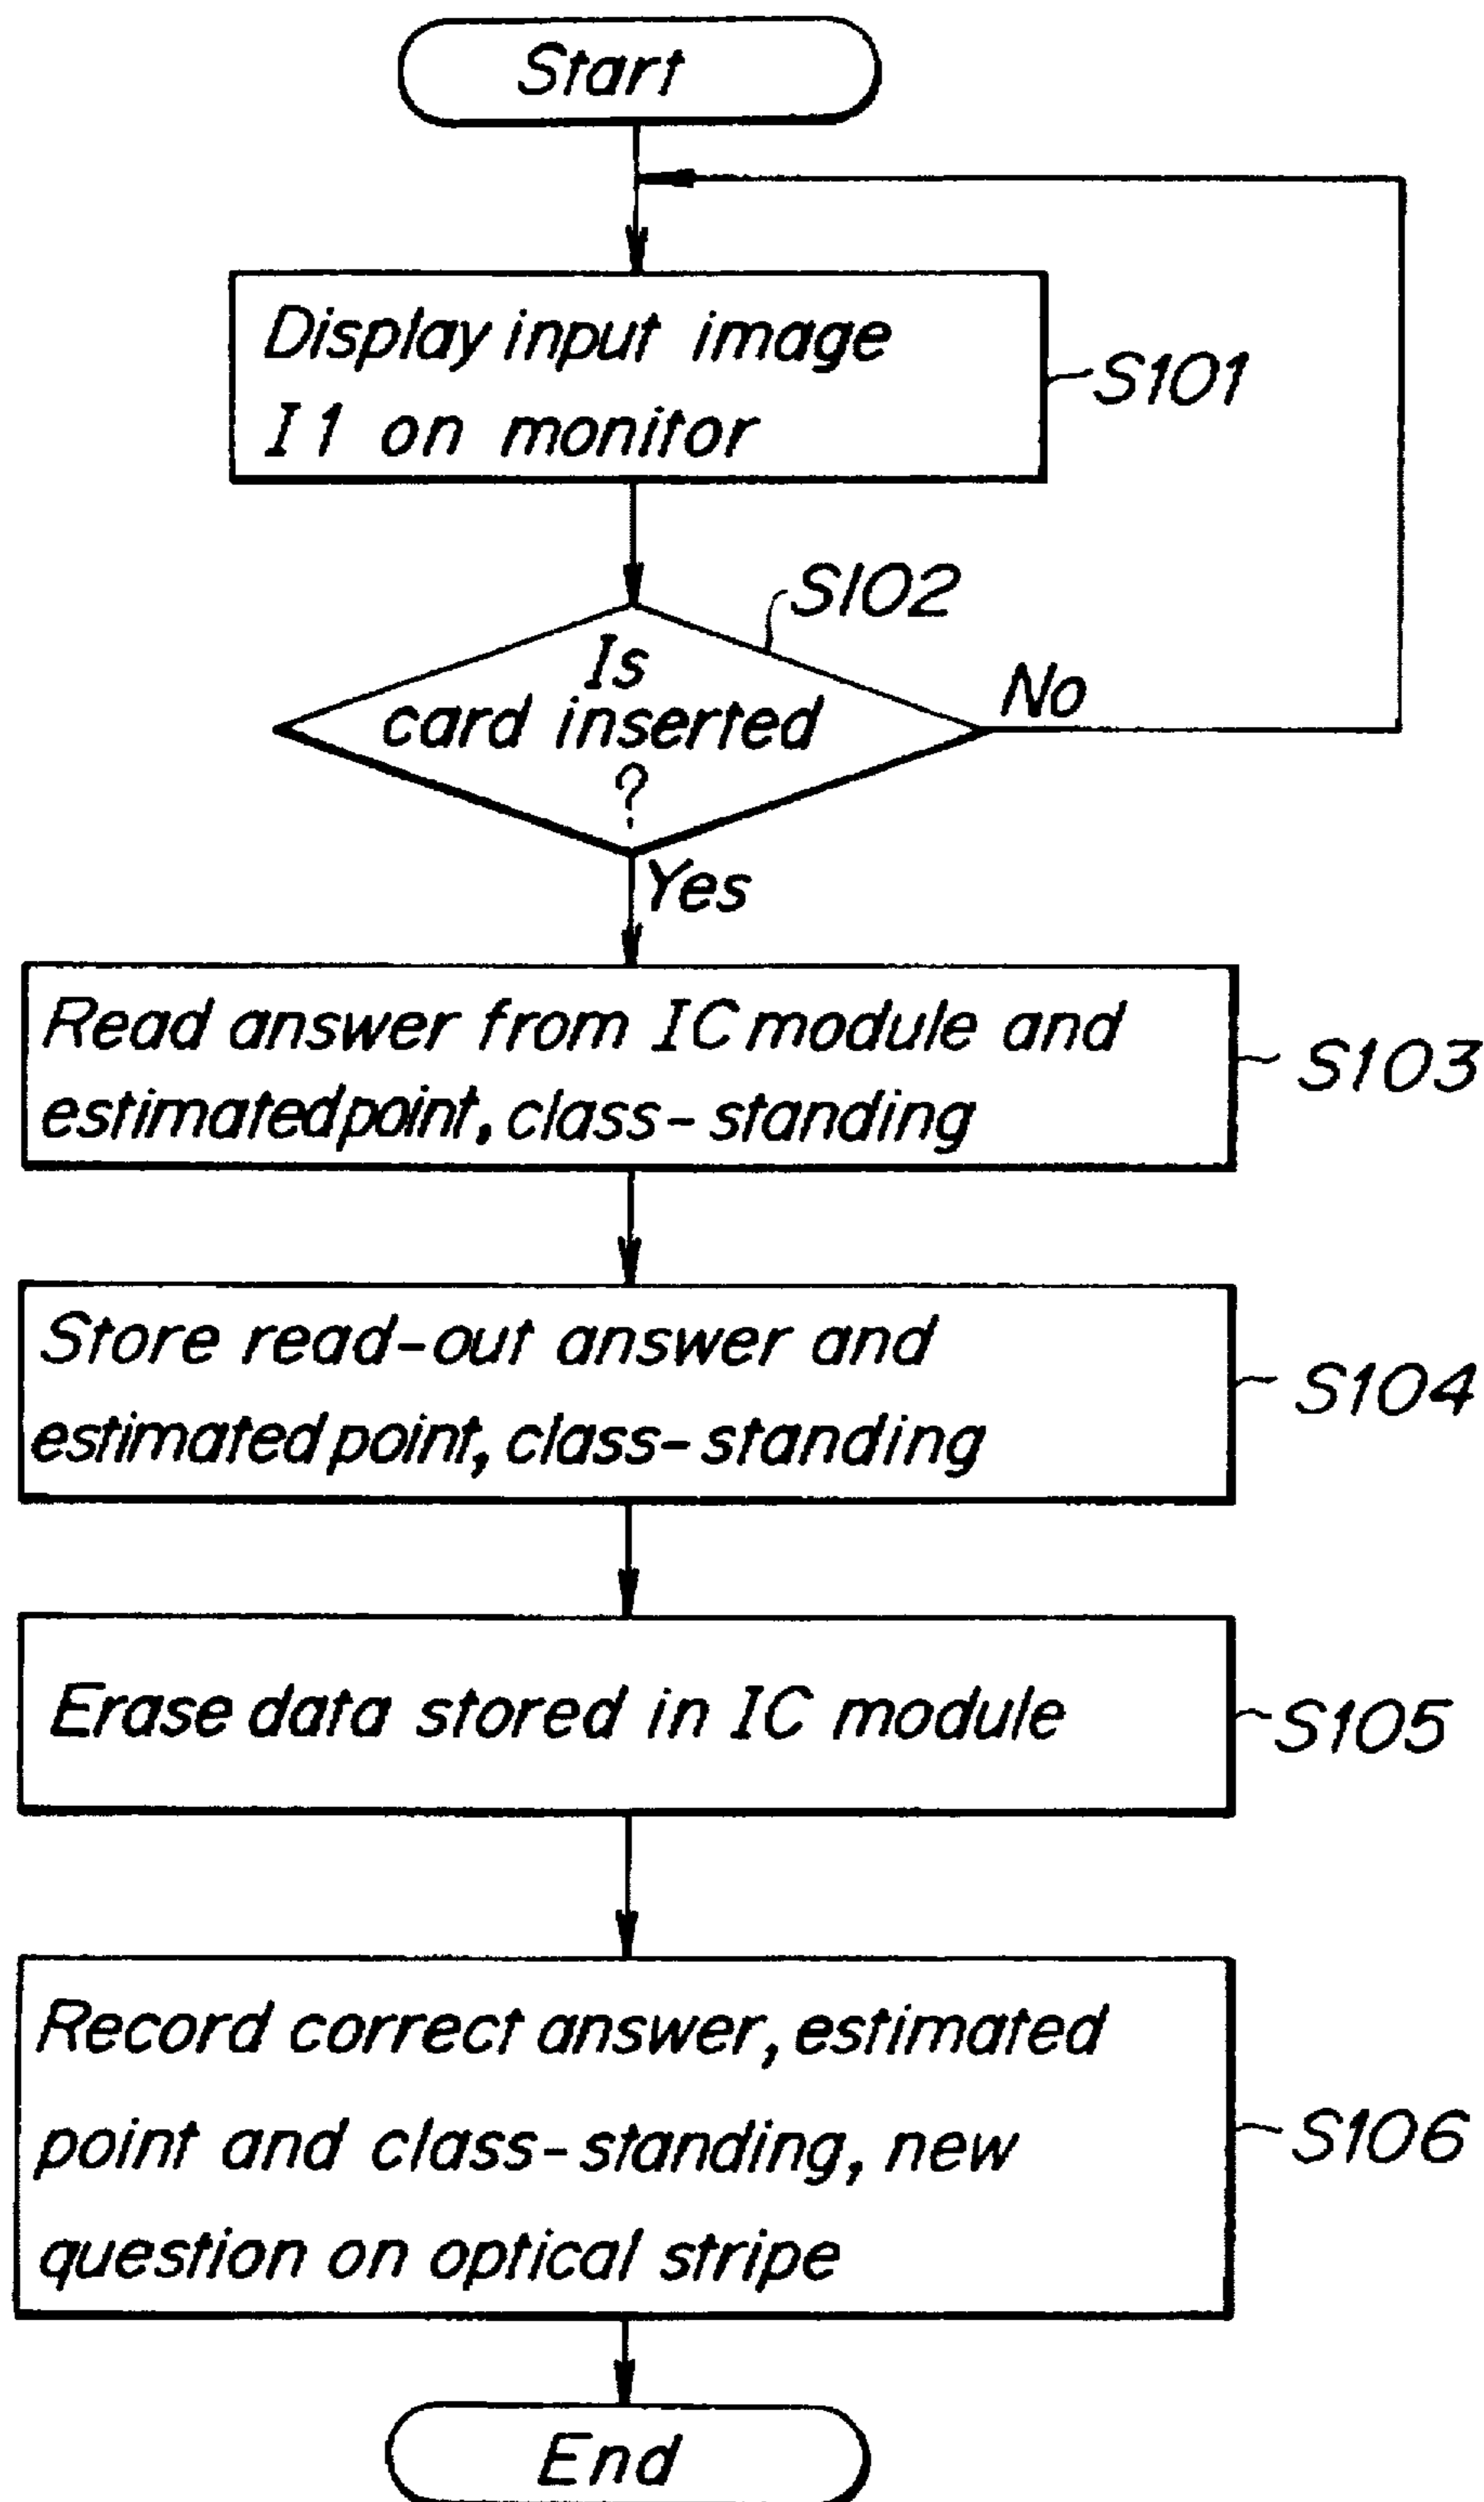 Start
Display input image
I1 on monitor
S101
S102
Is
card inserted
?
No
Yes
Read answer from IC module and
estimated point, class-standing
S103
Store read-out answer and
estimated point, class-standing
S104
Erase data stored in IC module
S105
Record correct answer, estimated
point and class-standing, new
question on optical stripe
S106
End